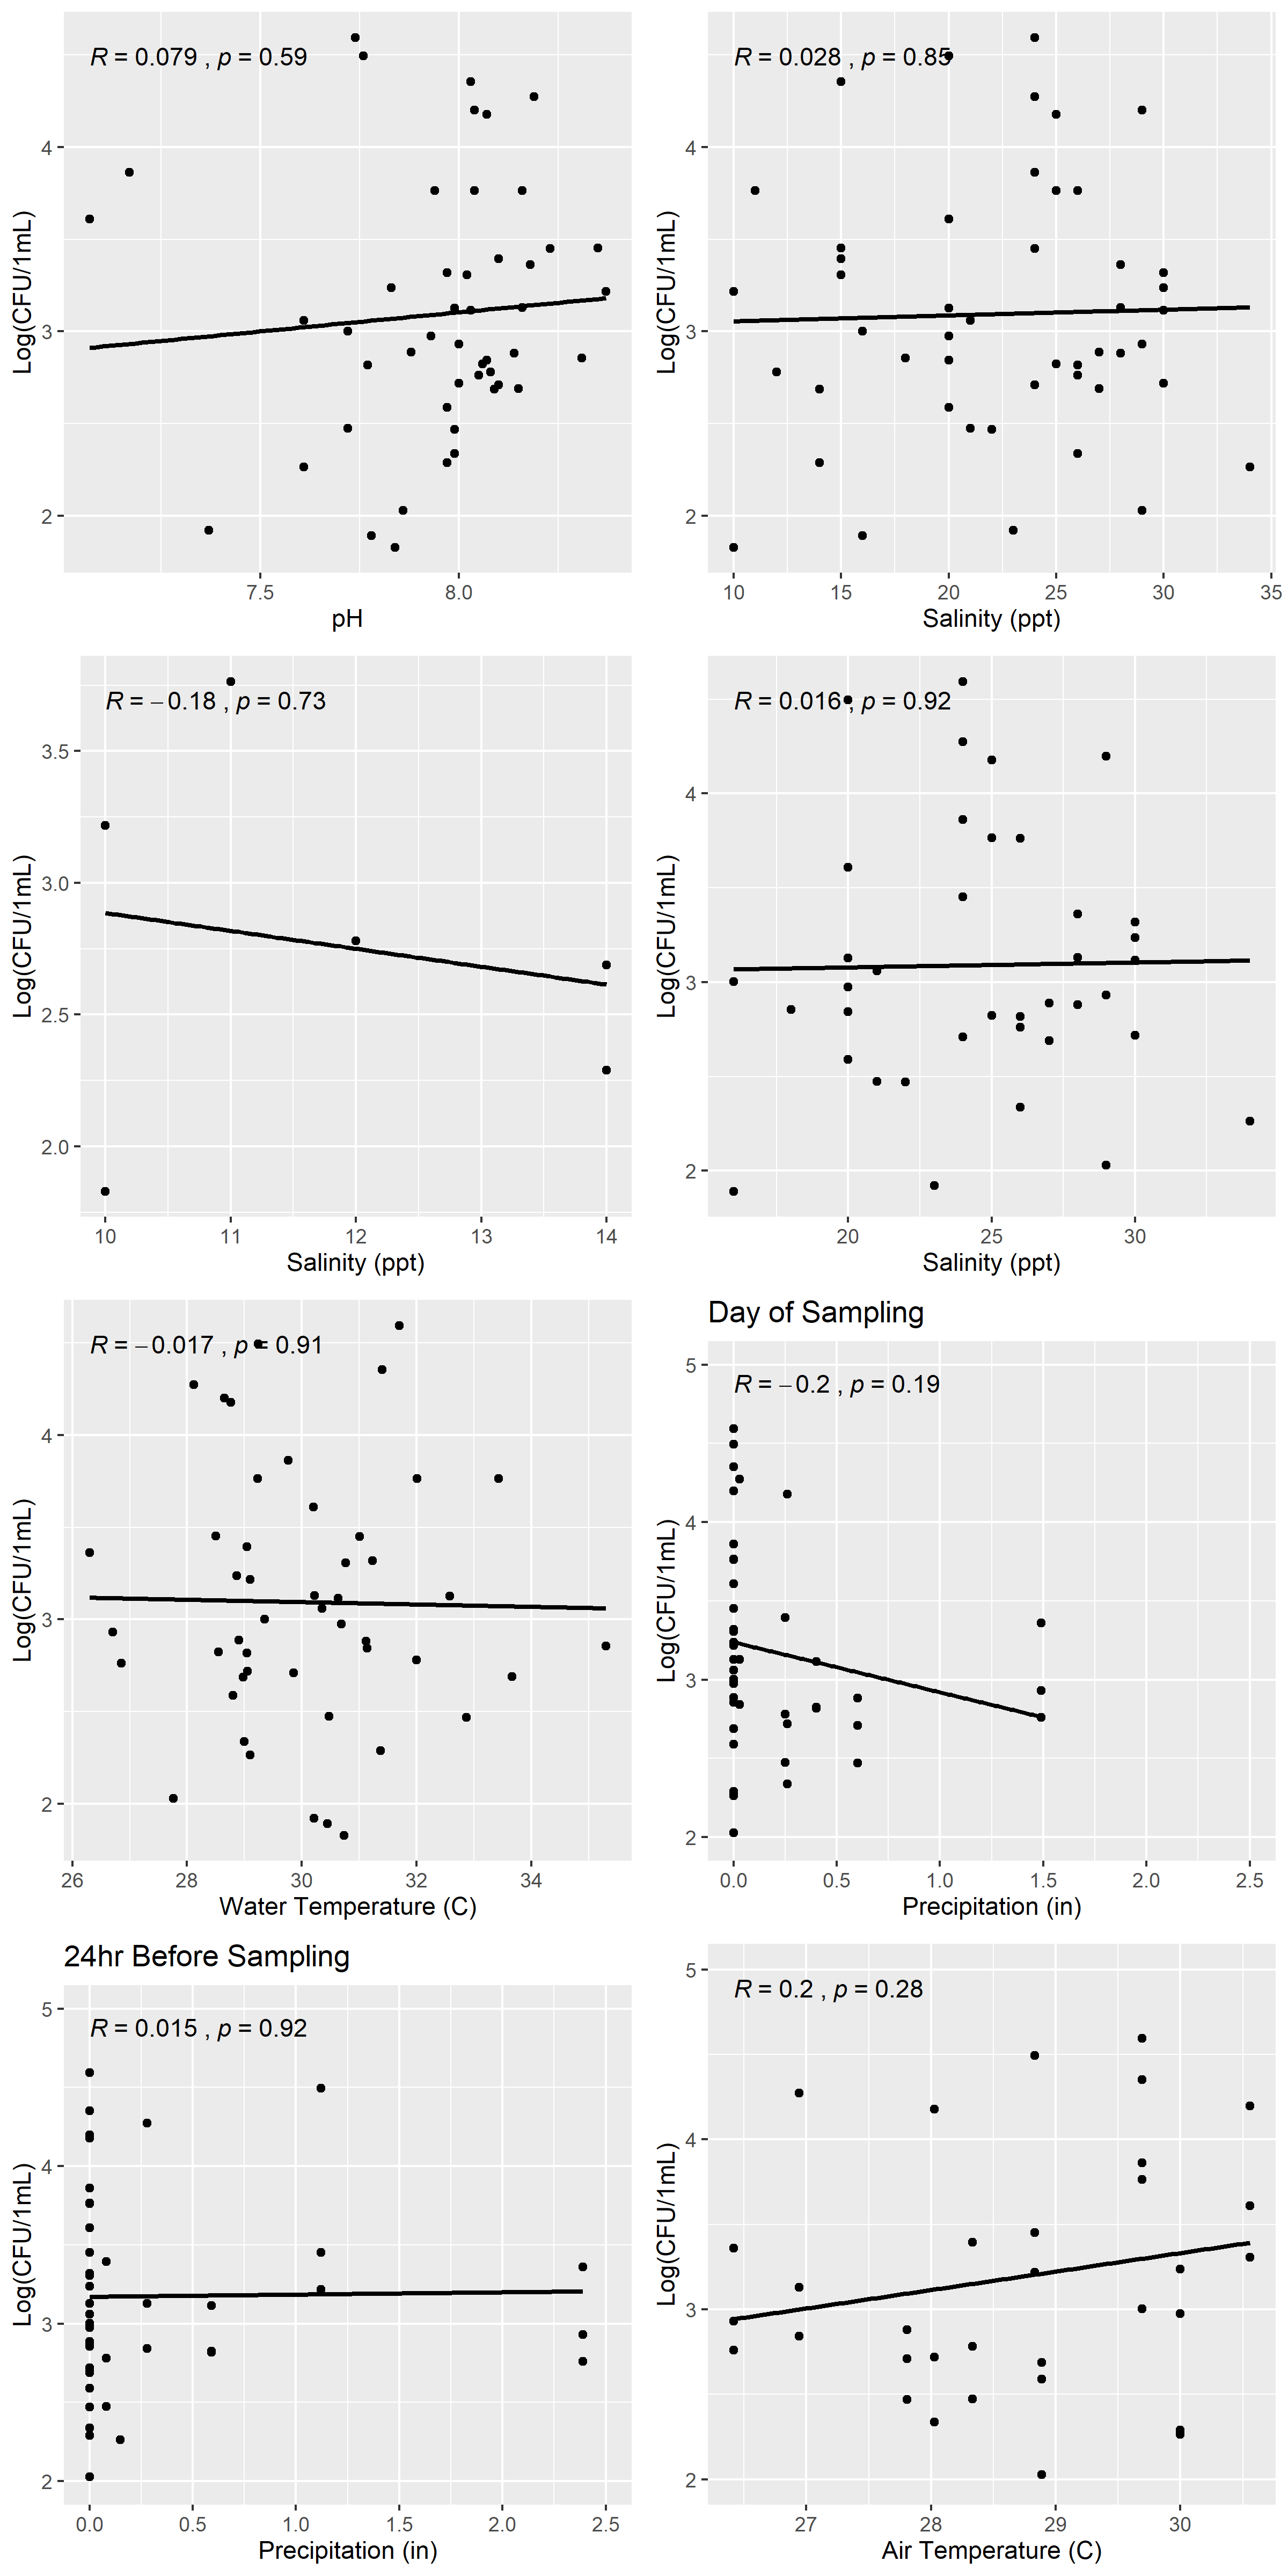 R = 0.079 , p = 0.59
4
3
2
Log(CFU/1mL)
7.5 8.0
pH
R = 0.028 , p = 0.85
4
3
2
Log(CFU/1mL)
10 15 20 25 30 35
Salinity (ppt)
R = −0.18 , p = 0.73
3.5
3.0
2.5
2.0
Log(CFU/1mL)
10 11 12 13 14
Salinity (ppt)
R = 0.016 , p = 0.92
4
3
2
Log(CFU/1mL)
20 25 30
Salinity (ppt)
R = −0.017 , p = 0.91
4
3
2
Log(CFU/1mL)
26 28 30 32 34
Water Temperature (C)
Day of Sampling
R = −0.2 , p = 0.19
5
4
3
2
Log(CFU/1mL)
0.0 0.5 1.0 1.5 2.0 2.5
Precipitation (in)
24hr Before Sampling
R = 0.015 , p = 0.92
5
4
3
2
Log(CFU/1mL)
0.0 0.5 1.0 1.5 2.0 2.5
Precipitation (in)
R = 0.2 , p = 0.28
5
4
3
2
Log(CFU/1mL)
27 28 29 30
Air Temperature (C)